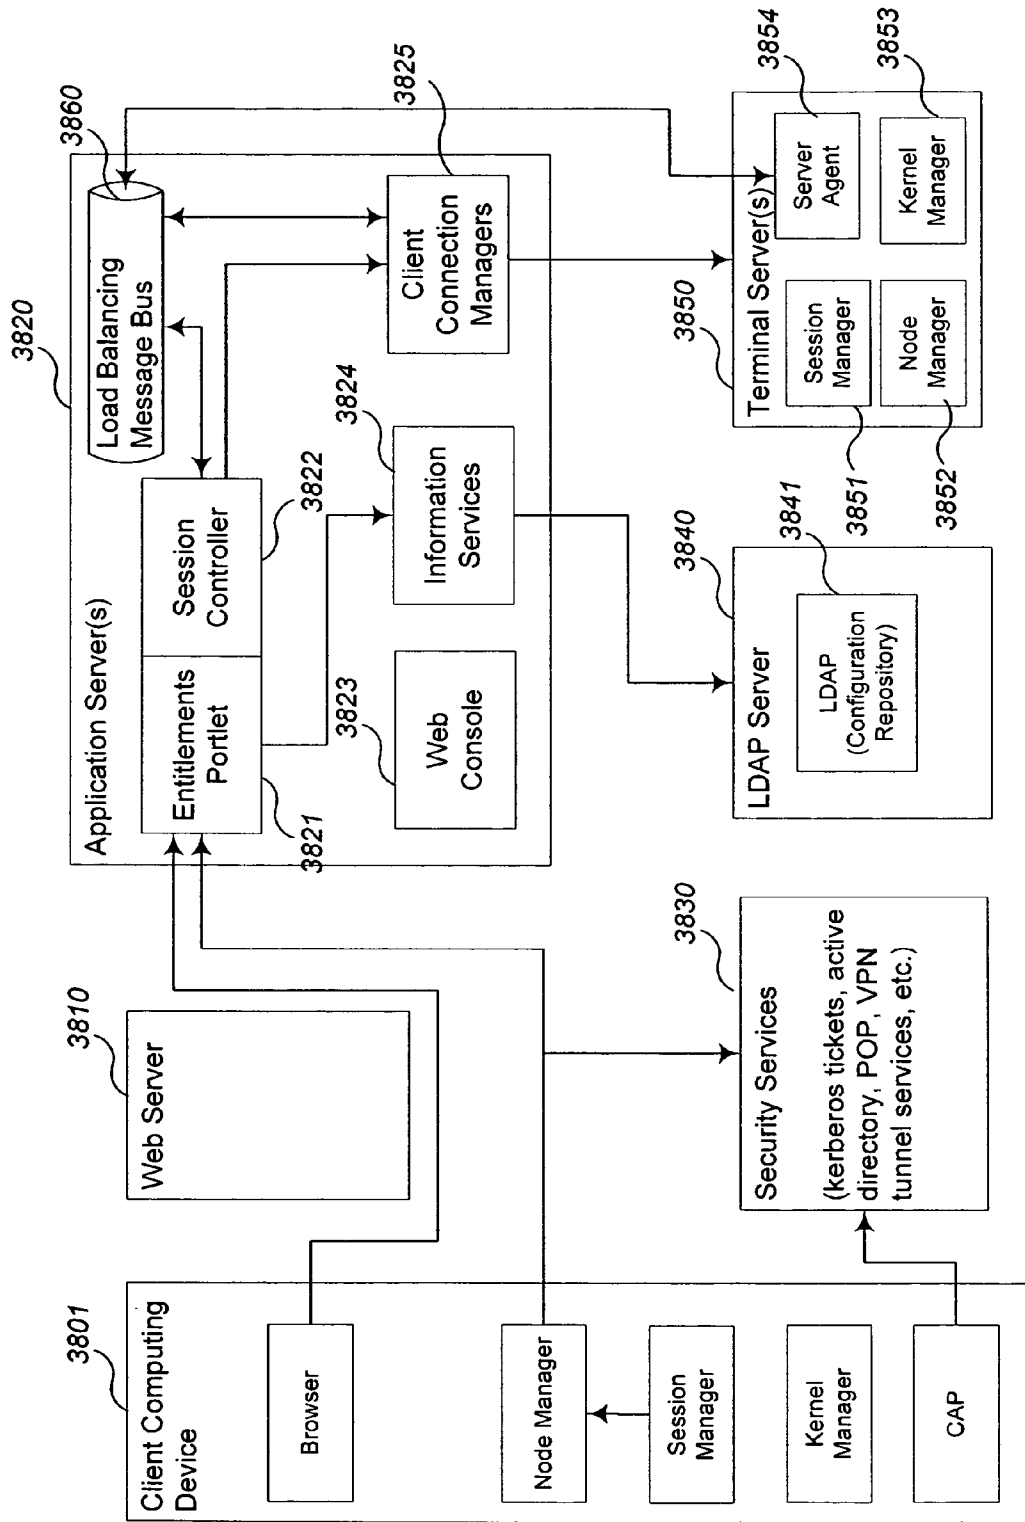 3801
Client Computing
Device
Browser
Node Manager
Session
Manager
Kernel
Manager
CAP
3810
Web Server
3830
Security Services
(kerberos tickets, active
directory, POP, VPN
tunnel services, etc.)
3820
Application Server(s)
Entitlements
Portlet
3821
Session
Controller
3822
Load Balancing
Message Bus
3860
3823
Web
Console
3824
Information
Services
3825
Client
Connection
Managers
3840
LDAP Server
3841
LDAP
(Configuration
Repository)
3850
Terminal Server(s)
Session
Manager
3851
Node
Manager
3852
Server
Agent
3854
Kernel
Manager
3853